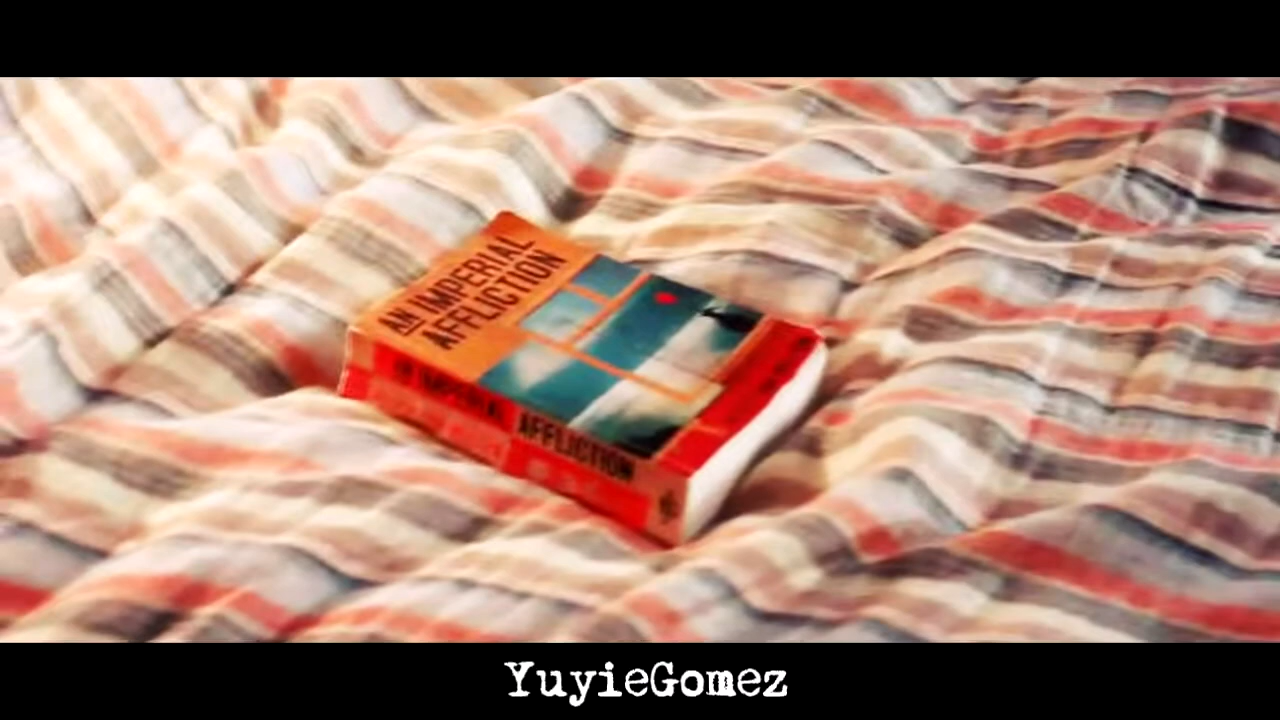 AN IMPERIAL
AFFLICTION
AN IMPERIAL AFFLICTION
YuyieGomez